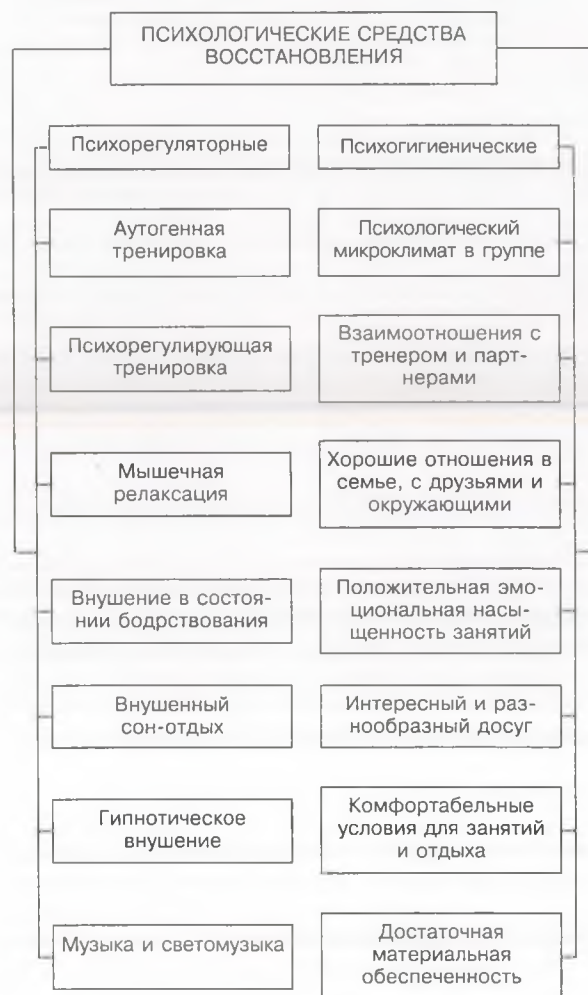 ПСИХОЛОГИЧЕСКИЕ СРЕДСТВА
ВОССТАНОВЛЕНИЯ
Психорегуляторные
Аутогенная
тренировка
Психорегулирующая
тренировка
Мышечная
релаксация
Внушение в состоя-
нии бодрствования
Внушенный
сон-отдых
Гипнотическое
внушение
Музыка и светомузыка
Психогигиенические
Психологический
микроклимат в группе
Взаимоотношения с
тренером и парт-
нерами
Хорошие отношения в
семье, с друзьями и
окружающими
Положительная эмо-
циональная насы-
щенность занятий
Интересный и раз-
нообразный досуг
Комфортабельные
условия для занятий
и отдыха
Достаточная
материальная
обеспеченность